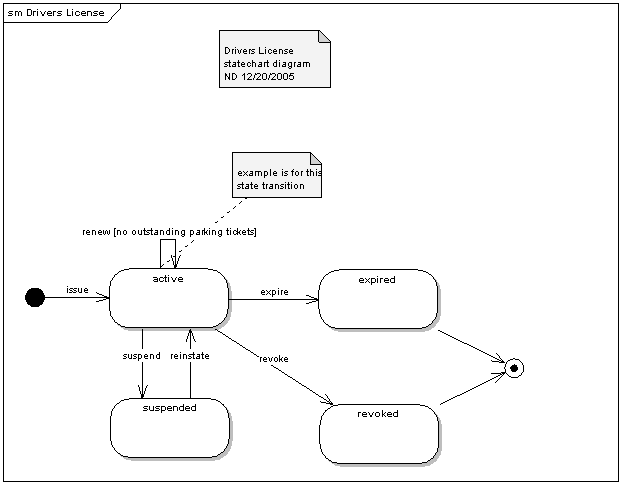 sm Drivers License
Drivers License
statechart diagram
ND 12/20/2005
example is for this
state transition
renew [no outstanding parking tickets]
active
expired
issue
expire
suspend
reinstate
revoke
suspended
revoked